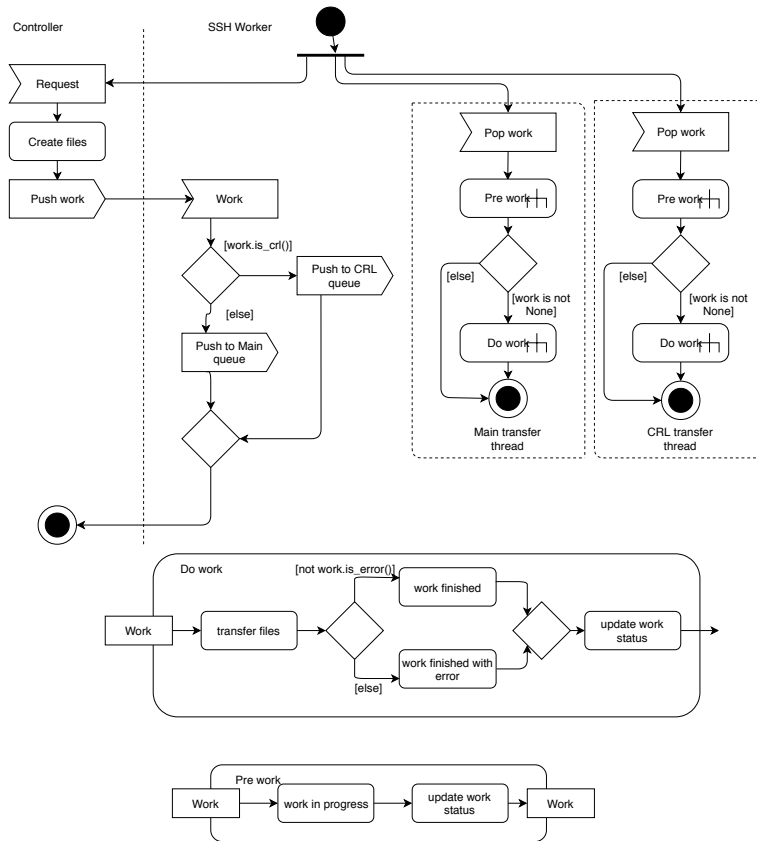 Controller
SSH Worker
Request
Create files
Push work
Work
[work.is_crl()]
Push to CRL
queue
[else]
Push to Main
queue
Pop work
Pre work
[else]
[work is not
None]
Do work
Main transfer
thread
Pop work
Pre work
[else]
[work is not
None]
Do work
CRL transfer
thread
Do work
[not work.is_error()]
work finished
Work
transfer files
update work
status
work finished with
error
[else]
Pre work
Work
work in progress
update work
status
Work